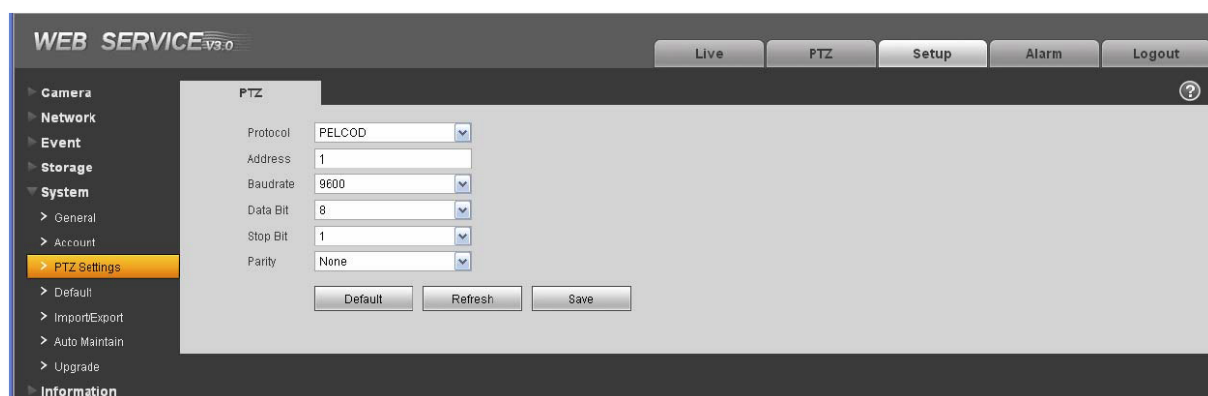 WEB SERVICE V3.0
Live
PTZ
Setup
Alarm
Logout
Camera
Network
Event
Storage
System
> General
> Account
> PTZ Settings
> Default
> Import/Export
> Auto Maintain
> Upgrade
Information
PTZ
?
Protocol PELCOD
Address 1
Baudrate 9600
Data Bit 8
Stop Bit 1
Parity None
Default Refresh Save